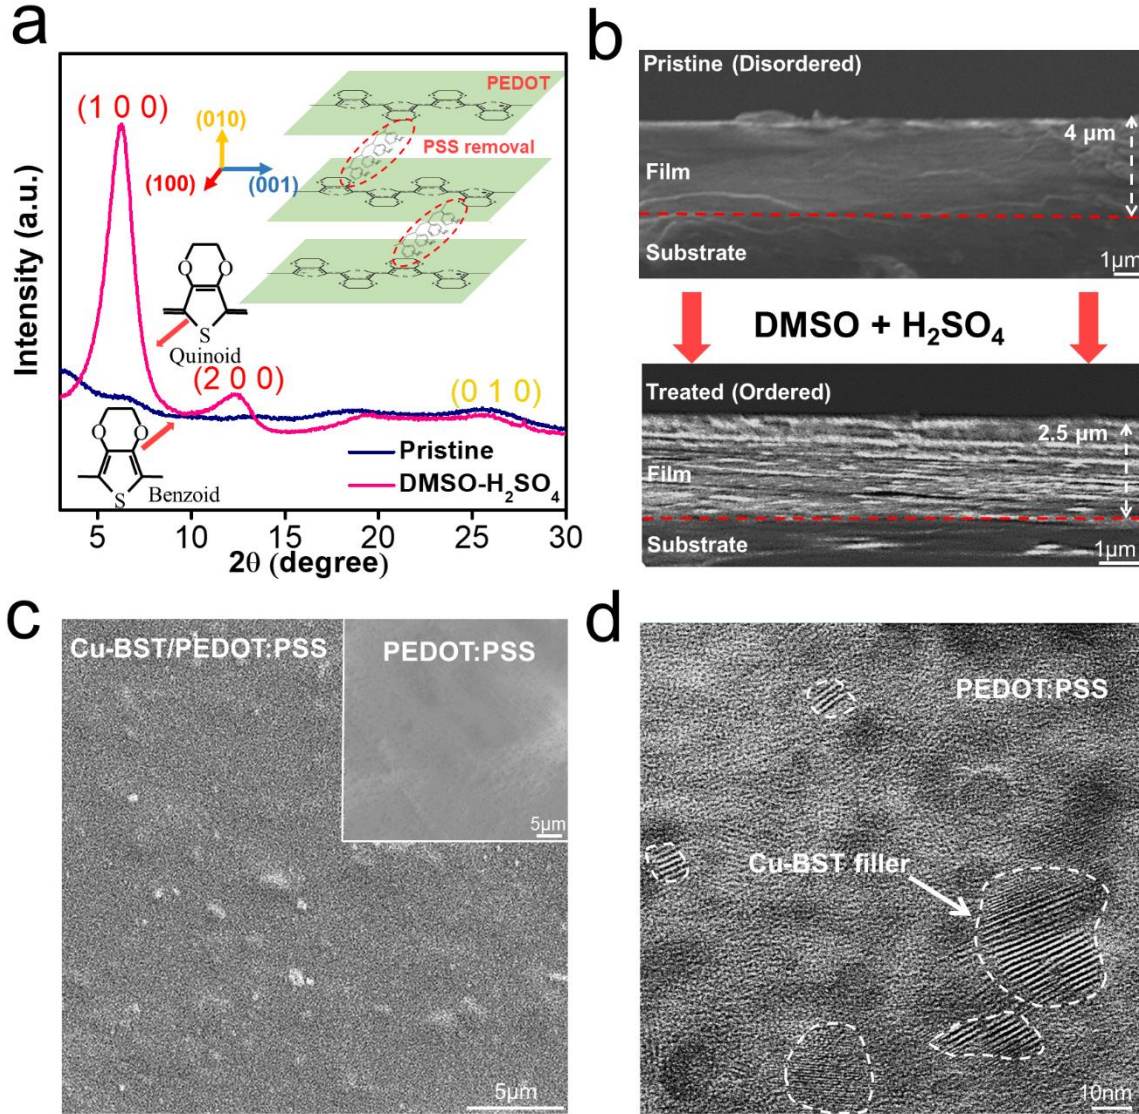 a
(1 0 0)
(010)
(100)
(001)
PEDOT
PSS removal
O
O
S
Quinoid
(2 0 0)
(0 1 0)
O
O
S
Benzoid
Pristine
DMSO-H₂SO₄
Intensity (a.u.)
5
10
15
20
25
30
2θ (degree)
b
Pristine (Disordered)
4 μm
Film
Substrate
1μm
DMSO + H₂SO₄
Treated (Ordered)
2.5 μm
Film
Substrate
1μm
c
Cu-BST/PEDOT:PSS
PEDOT:PSS
5μm
5μm
d
PEDOT:PSS
Cu-BST filler
10nm